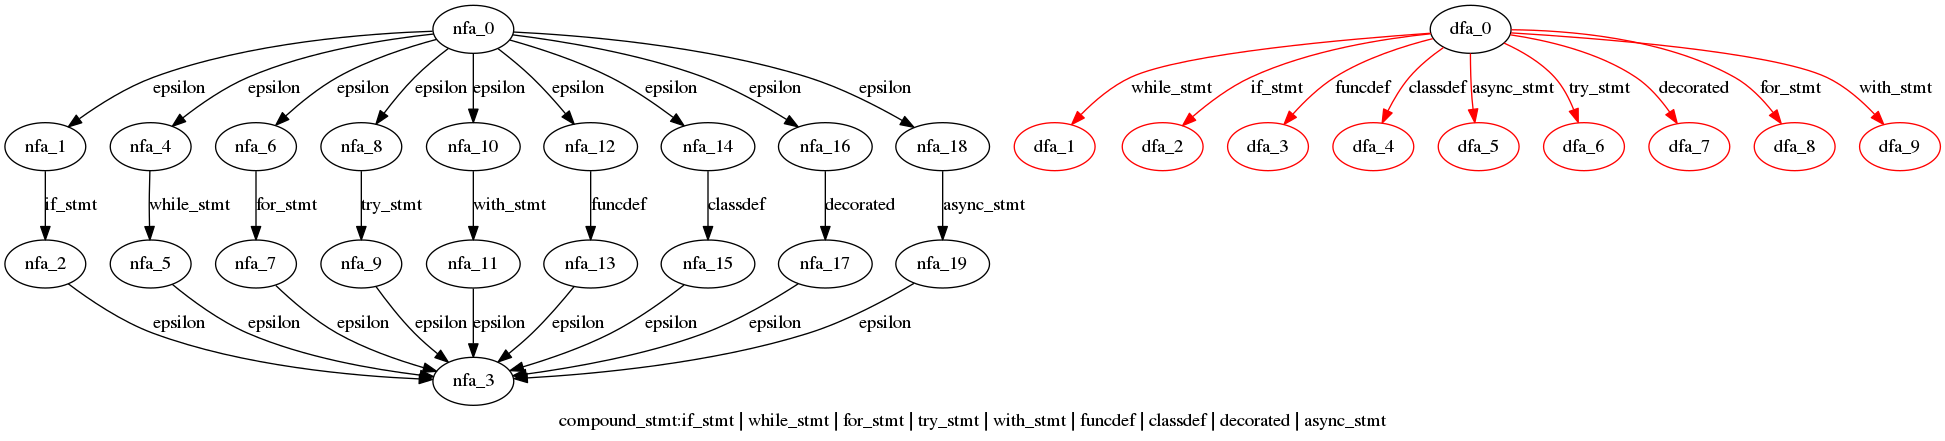 nfa_0 dfa_0
epsilon epsilon epsilon epsilon epsilon epsilon epsilon epsilon epsilon while_stmt if_stmt funcdef classdef async_stmt try_stmt decorated for_stmt with_stmt
nfa_1 nfa_4 nfa_6 nfa_8 nfa_10 nfa_12 nfa_14 nfa_16 nfa_18 dfa_1 dfa_2 dfa_3 dfa_4 dfa_5 dfa_6 dfa_7 dfa_8 dfa_9
if_stmt while_stmt for_stmt try_stmt with_stmt funcdef classdef decorated async_stmt
nfa_2 nfa_5 nfa_7 nfa_9 nfa_11 nfa_13 nfa_15 nfa_17 nfa_19
epsilon epsilon epsilon epsilon epsilon epsilon epsilon epsilon epsilon
nfa_3
compound_stmt:if_stmt | while_stmt | for_stmt | try_stmt | with_stmt | funcdef | classdef | decorated | async_stmt